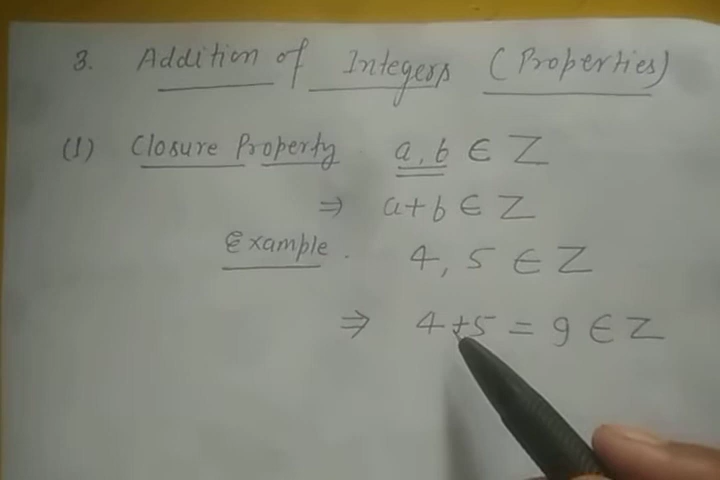 3. Addition of Integers (Properties)
(1) Closure Property a, b ∈ Z
⇒ a+b ∈ Z
Example. 4, 5 ∈ Z
⇒ 4+5 = 9 ∈ Z